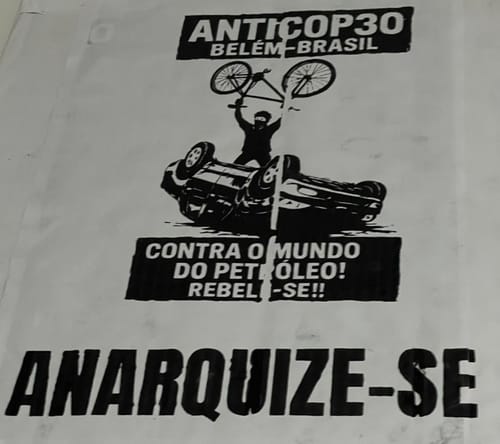 ANTICOP30
BELÉM-BRASIL
CONTRA O MUNDO
DO PETRÓLEO!
REBELE-SE!!
ANARQUIZE-SE